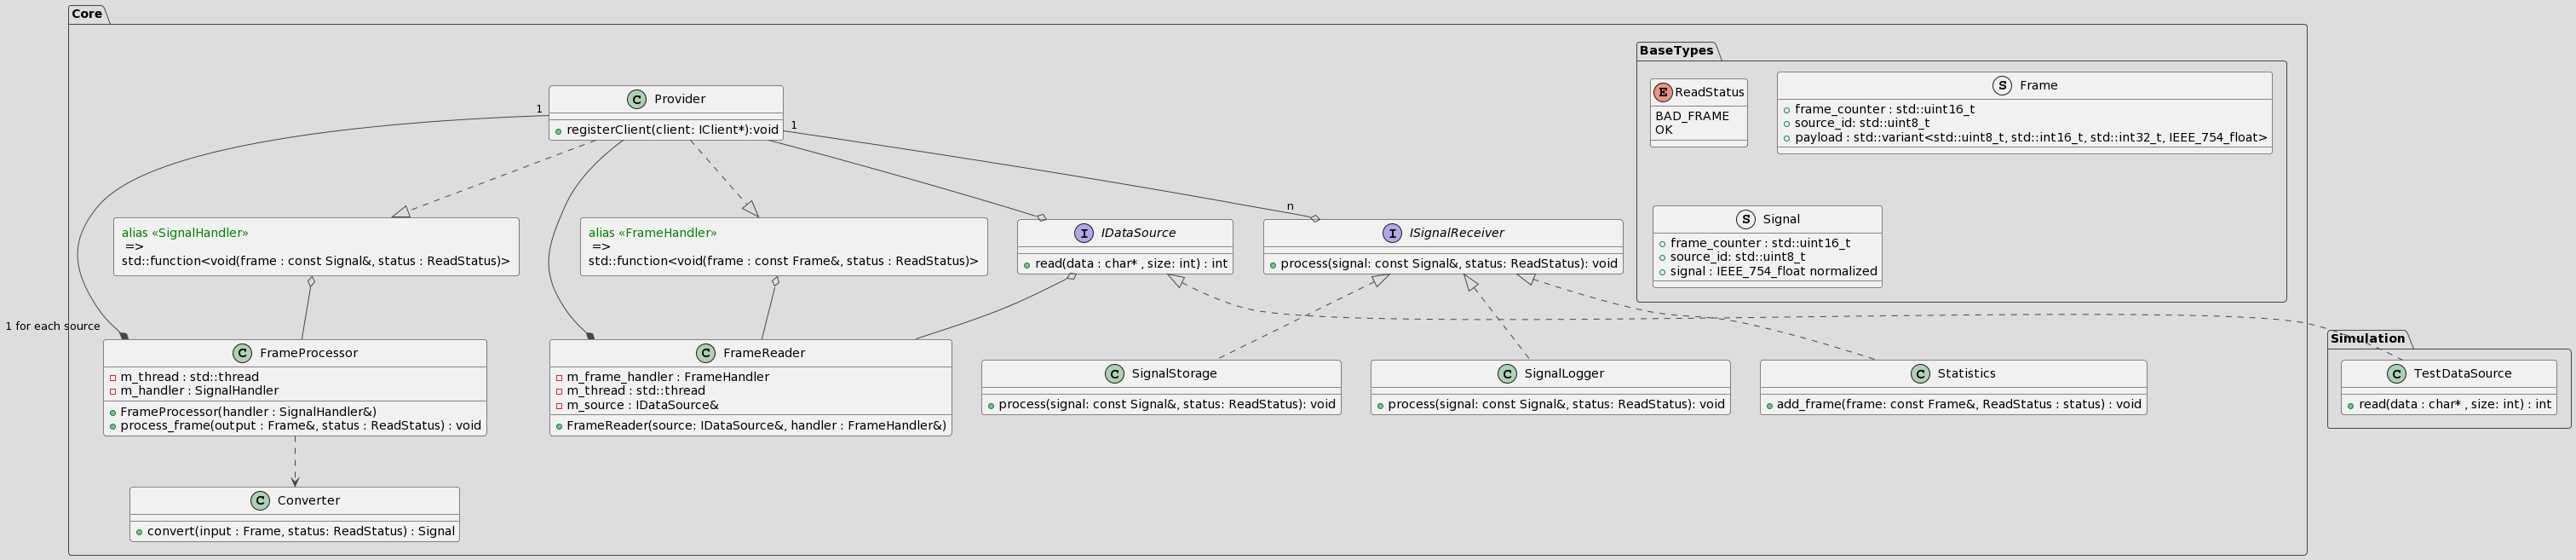 Core
BaseTypes
E ReadStatus
BAD_FRAME
OK
S Frame
frame_counter : std::uint16_t
source_id: std::uint8_t
payload : std::variant<std::uint8_t, std::int16_t, std::int32_t, IEEE_754_float>
C Provider
registerClient(client: IClient*):void
1
1
n
alias «SignalHandler»
=>
std::function<void(frame : const Signal&, status : ReadStatus)>
alias «FrameHandler»
=>
std::function<void(frame : const Frame&, status : ReadStatus)>
I IDataSource
read(data : char* , size: int) : int
I ISignalReceiver
process(signal: const Signal&, status: ReadStatus): void
S Signal
frame_counter : std::uint16_t
source_id: std::uint8_t
signal : IEEE_754_float normalized
1 for each source
C FrameProcessor
m_thread : std::thread
m_handler : SignalHandler
FrameProcessor(handler : SignalHandler&)
process_frame(output : Frame&, status : ReadStatus) : void
C FrameReader
m_frame_handler : FrameHandler
m_thread : std::thread
m_source : IDataSource&
FrameReader(source: IDataSource&, handler : FrameHandler&)
C SignalStorage
process(signal: const Signal&, status: ReadStatus): void
C SignalLogger
process(signal: const Signal&, status: ReadStatus): void
C Statistics
add_frame(frame: const Frame&, ReadStatus : status) : void
Simulation
C TestDataSource
read(data : char* , size: int) : int
C Converter
convert(input : Frame, status: ReadStatus) : Signal